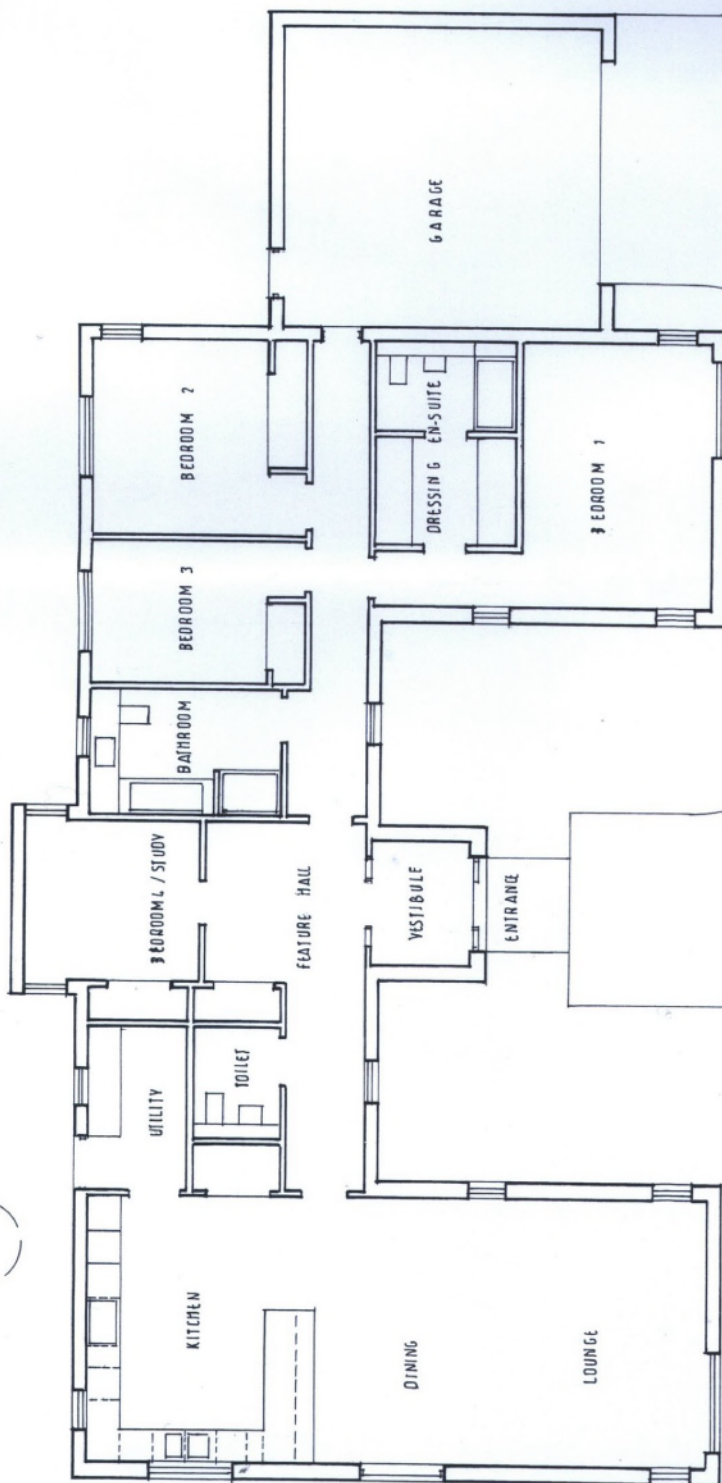 GARAGE
BEDROOM 2
BEDROOM 3
BATHROOM
DRESSING
EN-SUITE
BEDROOM 1
BEDROOM 4 / STUDY
FEATURE HALL
VESTIBULE
ENTRANCE
UTILITY
TOILET
KITCHEN
DINING
LOUNGE